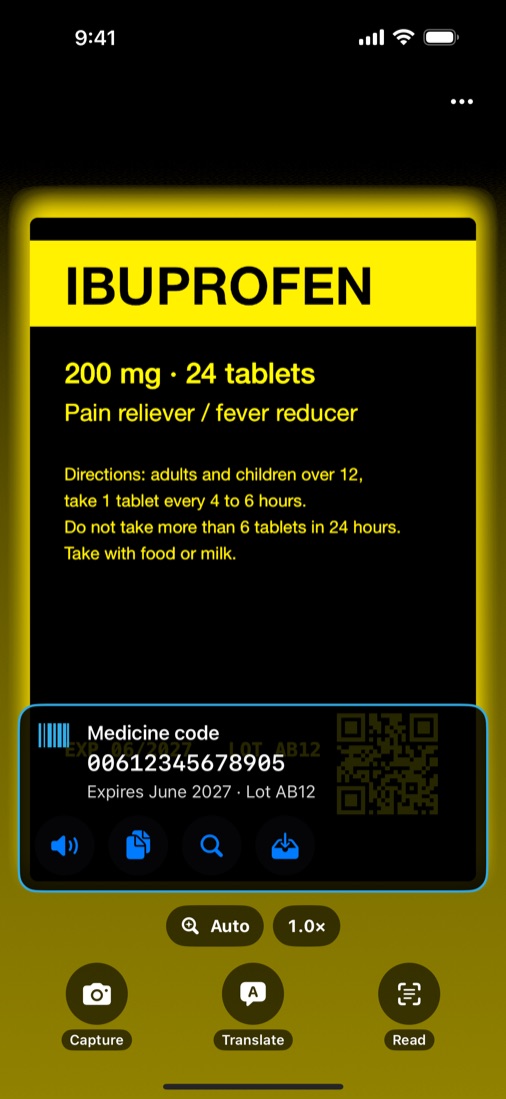 9:41
IBUPROFEN
200 mg · 24 tablets
Pain reliever / fever reducer
Directions: adults and children over 12,
take 1 tablet every 4 to 6 hours.
Do not take more than 6 tablets in 24 hours.
Take with food or milk.
Medicine code
EXP 06/2027 LOT AB12
00612345678905
Expires June 2027 · Lot AB12
Auto
1.0×
A
Capture
Translate
Read